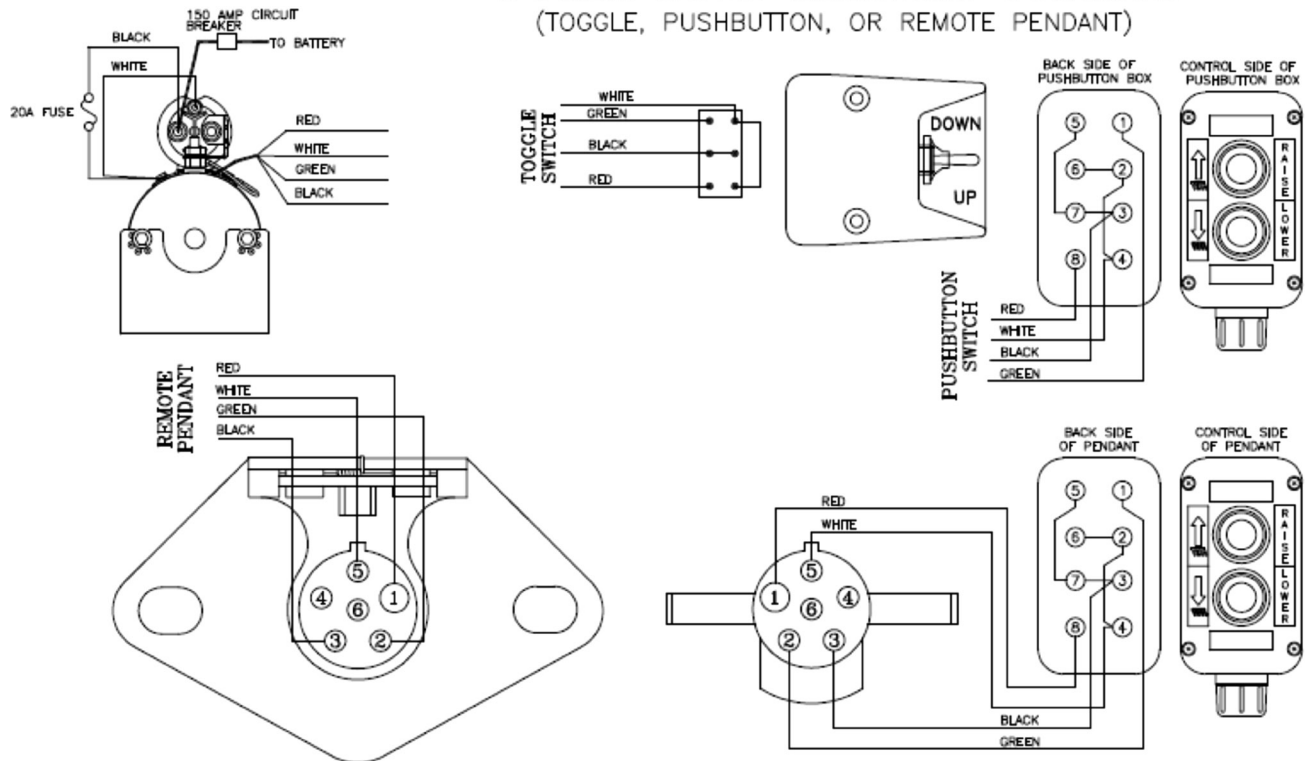 (TOGGLE, PUSHBUTTON, OR REMOTE PENDANT)
150 AMP CIRCUIT
BREAKER
TO BATTERY
BLACK
WHITE
20A FUSE
RED
WHITE
GREEN
BLACK
TOGGLE
SWITCH
WHITE
GREEN
BLACK
RED
DOWN
UP
BACK SIDE OF
PUSHBUTTON BOX
5 1
6 2
7 3
8 4
CONTROL SIDE OF
PUSHBUTTON BOX
RAISE
LOWER
PUSHBUTTON
SWITCH
RED
WHITE
BLACK
GREEN
REMOTE
PENDANT
RED
WHITE
GREEN
BLACK
5
4 1
6
3 2
RED
WHITE
5
1 4
6
2 3
BLACK
GREEN
BACK SIDE
OF PENDANT
5 1
6 2
7 3
8 4
CONTROL SIDE
OF PENDANT
RAISE
LOWER